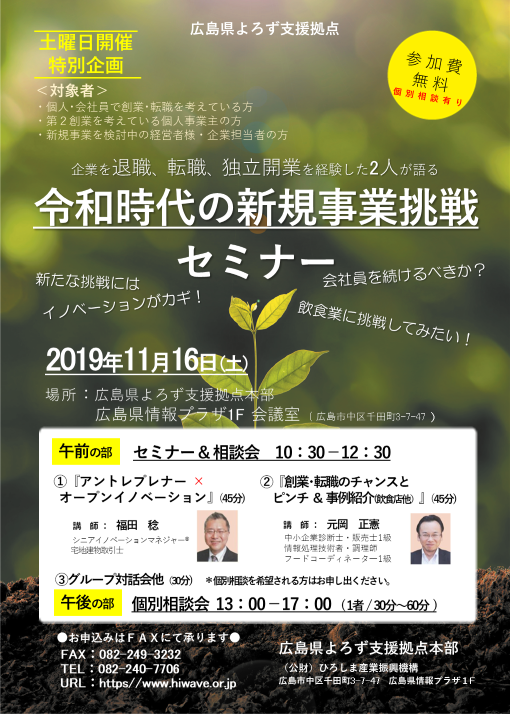 広島県よろず支援拠点
土曜日開催
特別企画
参加費
無料
個別相談有り
＜対象者＞
・個人・会社員で創業・転職を考えている方
・第２創業を考えている個人事業主の方
・新規事業を検討中の経営者様・企業担当者の方
企業を退職、転職、独立開業を経験した2人が語る
令和時代の新規事業挑戦
セミナー
新たな挑戦には
イノベーションがカギ！
会社員を続けるべきか？
飲食業に挑戦してみたい！
2019年11月16日(土)
場所：広島県よろず支援拠点本部
広島県情報プラザ1F 会議室（広島市中区千田町3-7-47 ）
午前の部 セミナー＆相談会 10：30－12：30
①『アントレプレナー ×
オープンイノベーション』(45分)
講 師： 福田 稔
シニアイノベーションマネジャー®
宅地建物取引士
②『創業・転職のチャンスと
ピンチ ＆ 事例紹介(飲食店他) 』(45分)
講 師： 元岡 正憲
中小企業診断士・販売士1級
情報処理技術者・調理師
フードコーディネーター1級
③グループ対話会他（30分） ＊個別相談を希望される方はお申し出ください。
午後の部 個別相談会 13：00－17：00 （1者 / 30分～60分 ）
●お申込みはＦＡＸにて承ります●
FAX：082-249-3232
TEL：082-240-7706
URL：https//www.hiwave.or.jp
広島県よろず支援拠点本部
（公財）ひろしま産業振興機構
広島市中区千田町3-7-47 広島県情報プラザ１F